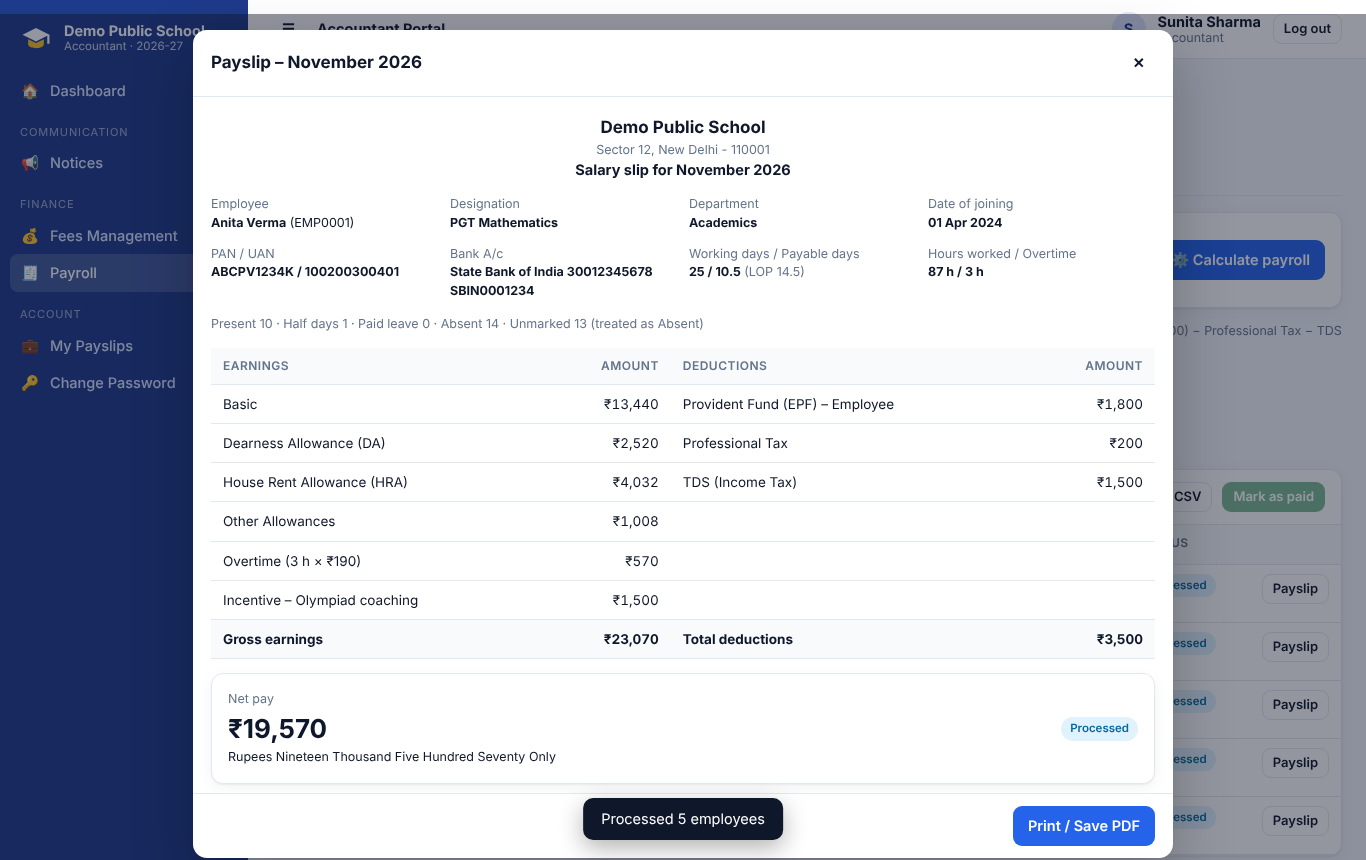 Demo Public School
Accountant · 2026-27
Dashboard
COMMUNICATION
Notices
FINANCE
Fees Management
Payroll
ACCOUNT
My Payslips
Change Password
Accountant Portal
S
Sunita Sharma
Log out
Calculate payroll
– Professional Tax – TDS
CSV
Mark as paid
Payslip
Payslip
Payslip
Payslip
Payslip
Payslip – November 2026
×
Demo Public School
Sector 12, New Delhi - 110001
Salary slip for November 2026
Employee Designation Department Date of joining
Anita Verma (EMP0001) PGT Mathematics Academics 01 Apr 2024
PAN / UAN Bank A/c Working days / Payable days Hours worked / Overtime
ABCPV1234K / 100200300401 State Bank of India 30012345678 25 / 10.5 (LOP 14.5) 87 h / 3 h
SBIN0001234
Present 10 · Half days 1 · Paid leave 0 · Absent 14 · Unmarked 13 (treated as Absent)
EARNINGS AMOUNT DEDUCTIONS AMOUNT
Basic ₹13,440 Provident Fund (EPF) – Employee ₹1,800
Dearness Allowance (DA) ₹2,520 Professional Tax ₹200
House Rent Allowance (HRA) ₹4,032 TDS (Income Tax) ₹1,500
Other Allowances ₹1,008
Overtime (3 h × ₹190) ₹570
Incentive – Olympiad coaching ₹1,500
Gross earnings ₹23,070 Total deductions ₹3,500
Net pay
₹19,570
Processed
Rupees Nineteen Thousand Five Hundred Seventy Only
Processed 5 employees
Print / Save PDF